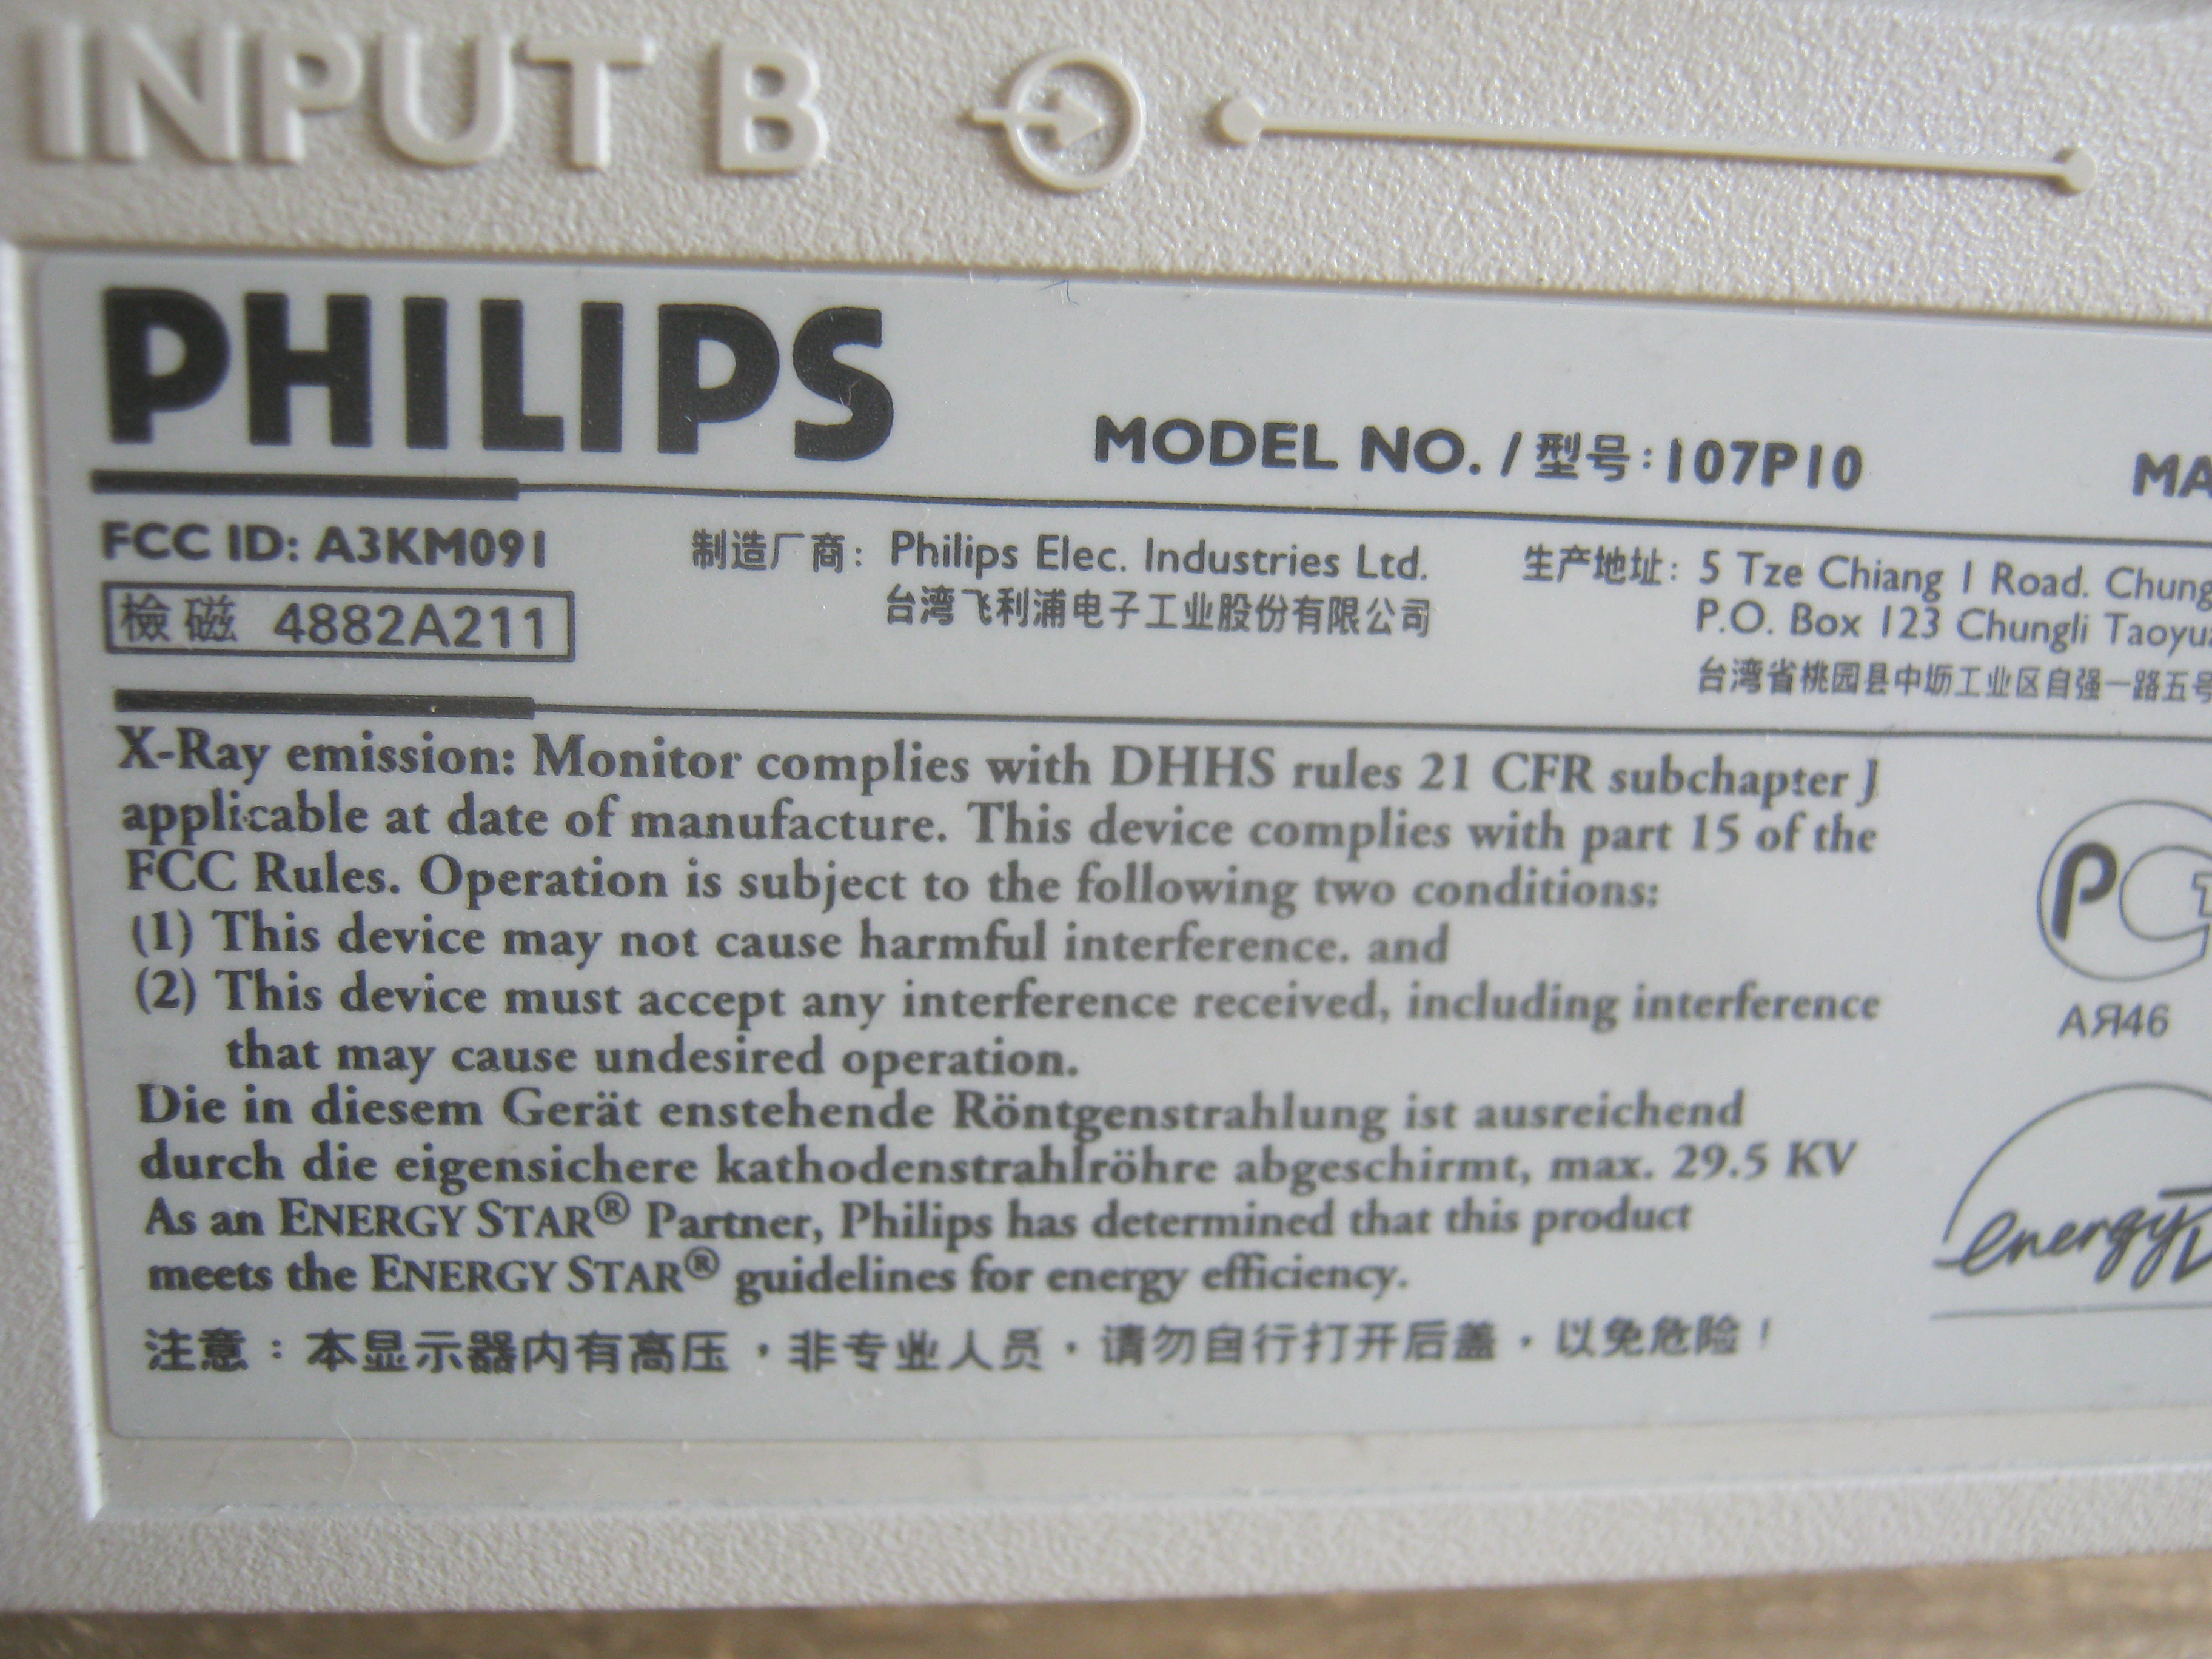 INPUT B
PHILIPS
MODEL NO. / 型号: 107P10
MA
FCC ID: A3KM091
制造厂商: Philips Elec. Industries Ltd.
生产地址: 5 Tze Chiang 1 Road. Chung
檢磁 4882A211
台湾飞利浦电子工业股份有限公司
P.O. Box 123 Chungli Taoyu
台湾省桃园县中坜工业区自强一路五号
X-Ray emission: Monitor complies with DHHS rules 21 CFR subchapter J
applicable at date of manufacture. This device complies with part 15 of the
FCC Rules. Operation is subject to the following two conditions:
(1) This device may not cause harmful interference. and
(2) This device must accept any interference received, including interference
that may cause undesired operation.
Die in diesem Gerät enstehende Röntgenstrahlung ist ausreichend
durch die eigensichere kathodenstrahlröhre abgeschirmt, max. 29.5 KV
As an ENERGY STAR® Partner, Philips has determined that this product
meets the ENERGY STAR® guidelines for energy efficiency.
注意：本显示器内有高压，非专业人员，请勿自行打开后盖，以免危险！
PC
AЯ46
energy